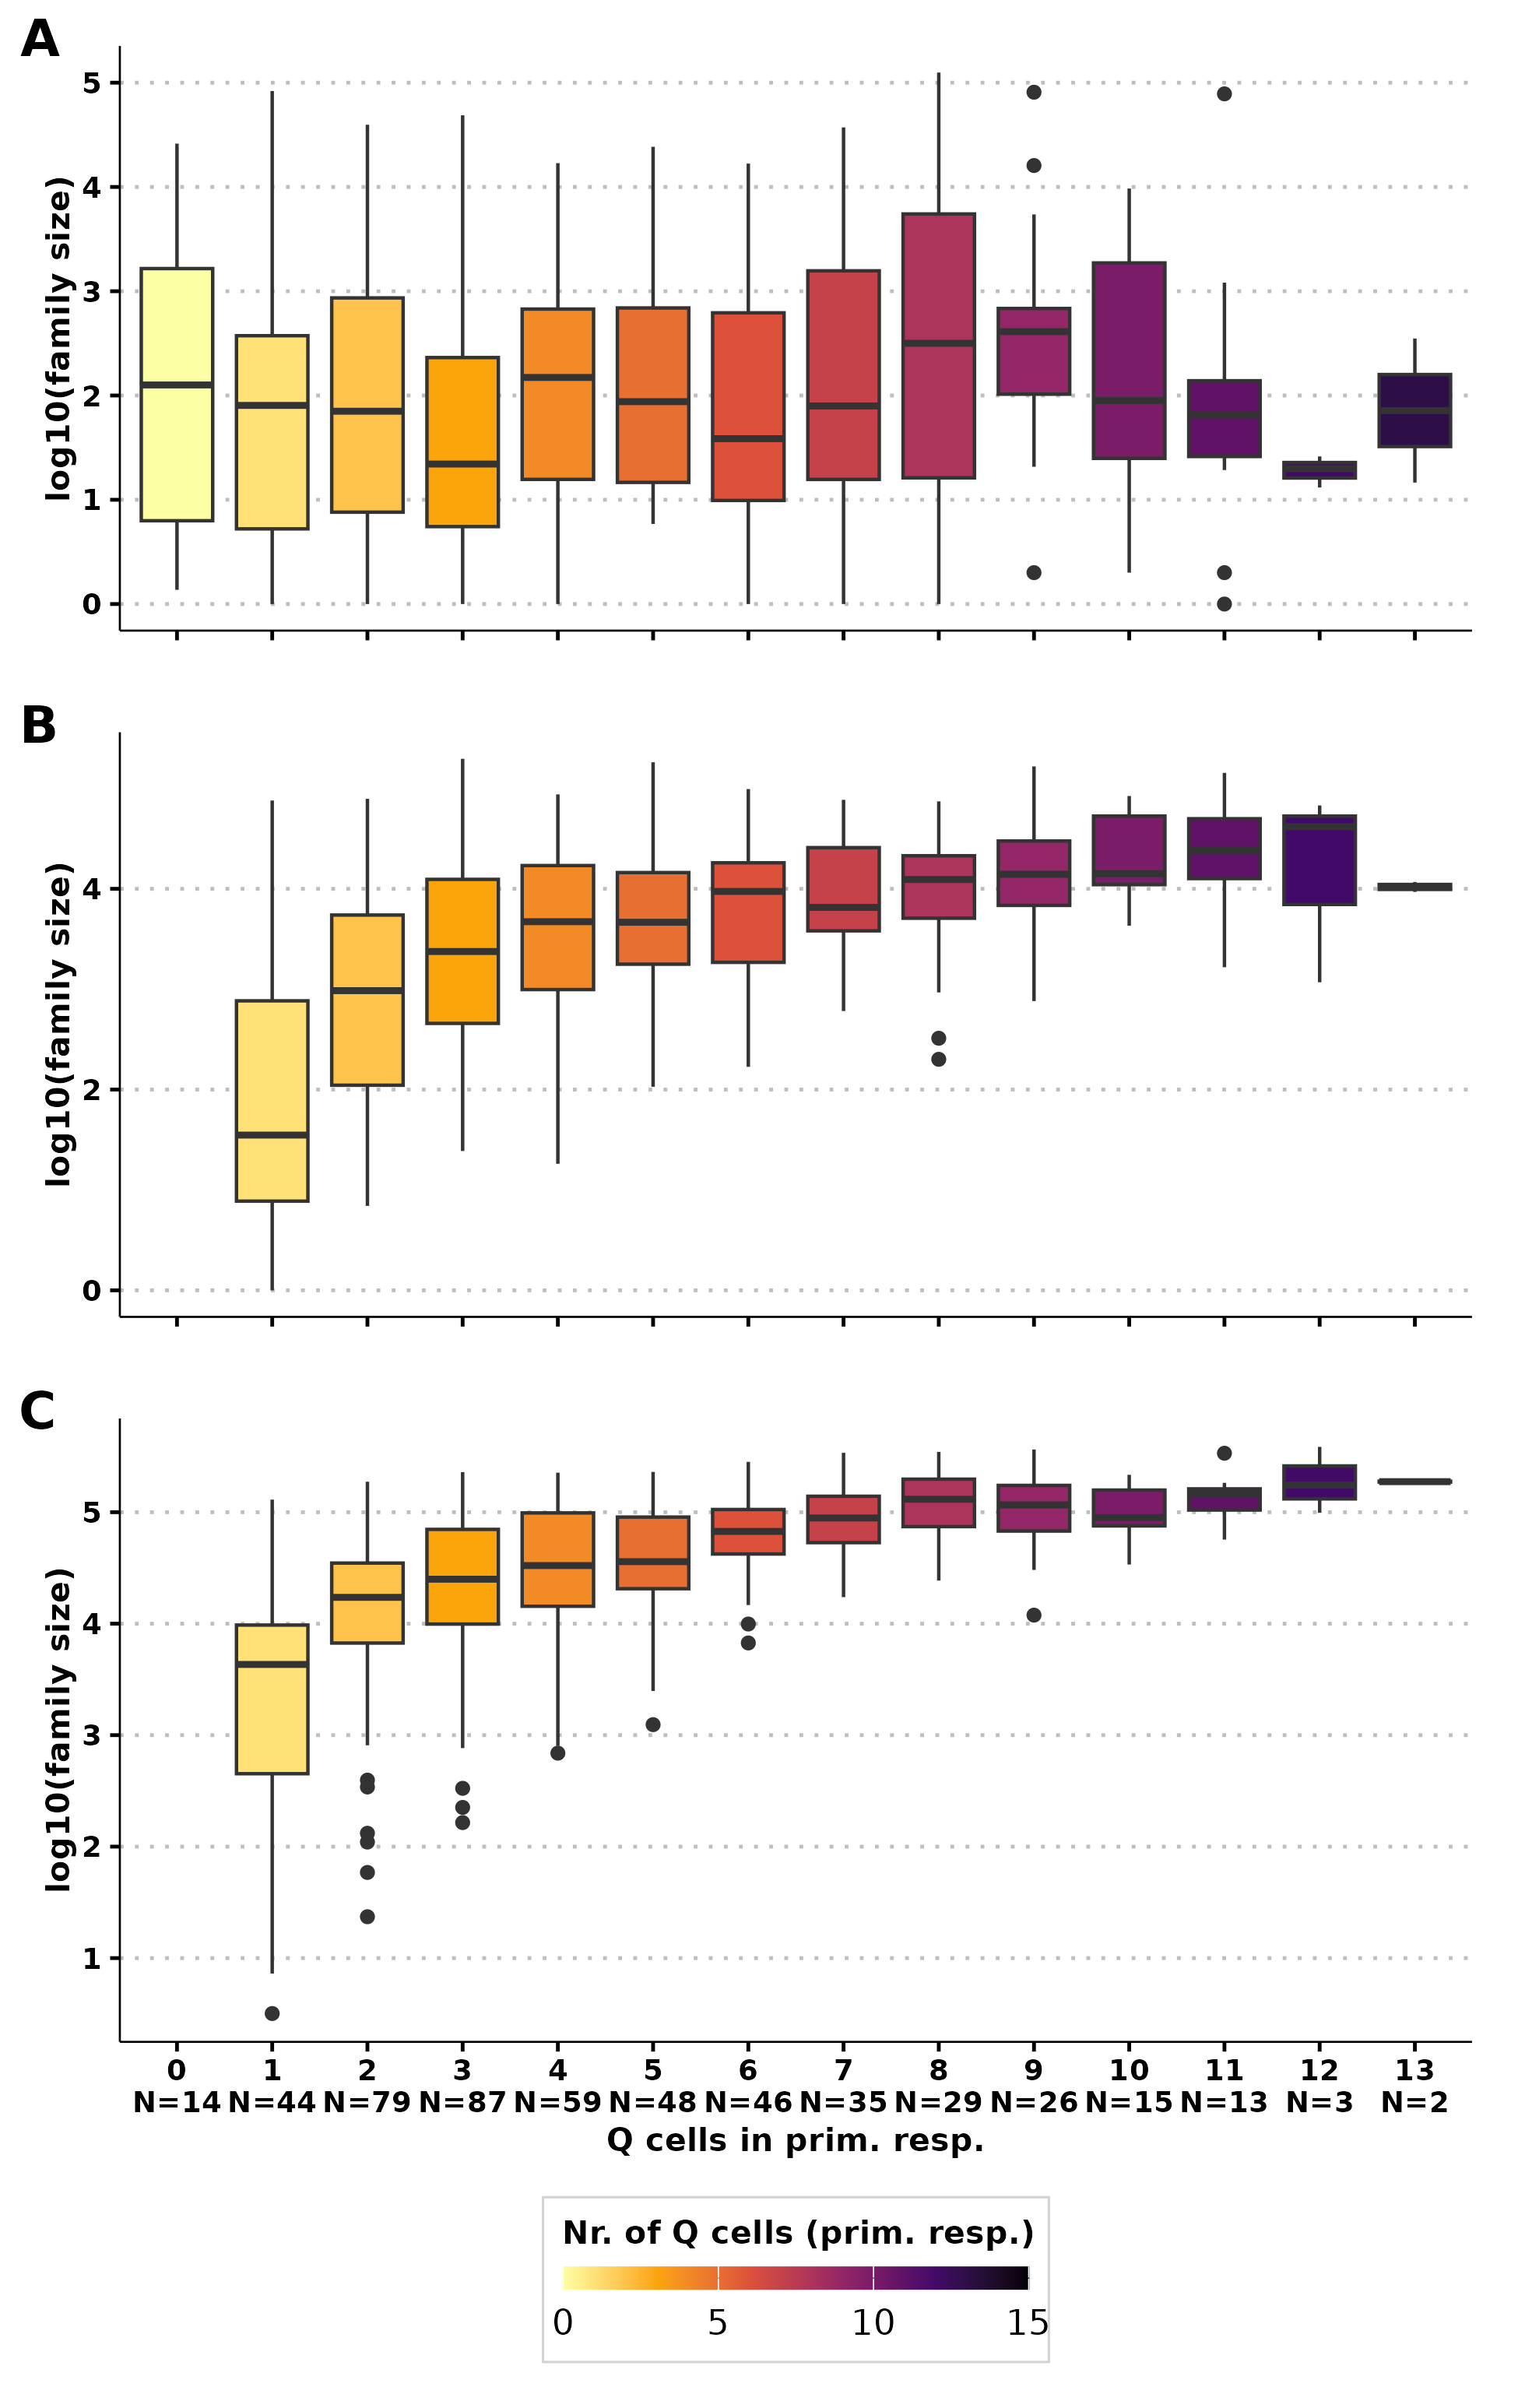 A
log10(family size)
5
4
3
2
1
0
B
log10(family size)
4
2
0
C
log10(family size)
5
4
3
2
1
0 1 2 3 4 5 6 7 8 9 10 11 12 13
N=14 N=44 N=79 N=87 N=59 N=48 N=46 N=35 N=29 N=26 N=15 N=13 N=3 N=2
Q cells in prim. resp.
Nr. of Q cells (prim. resp.)
0 5 10 15